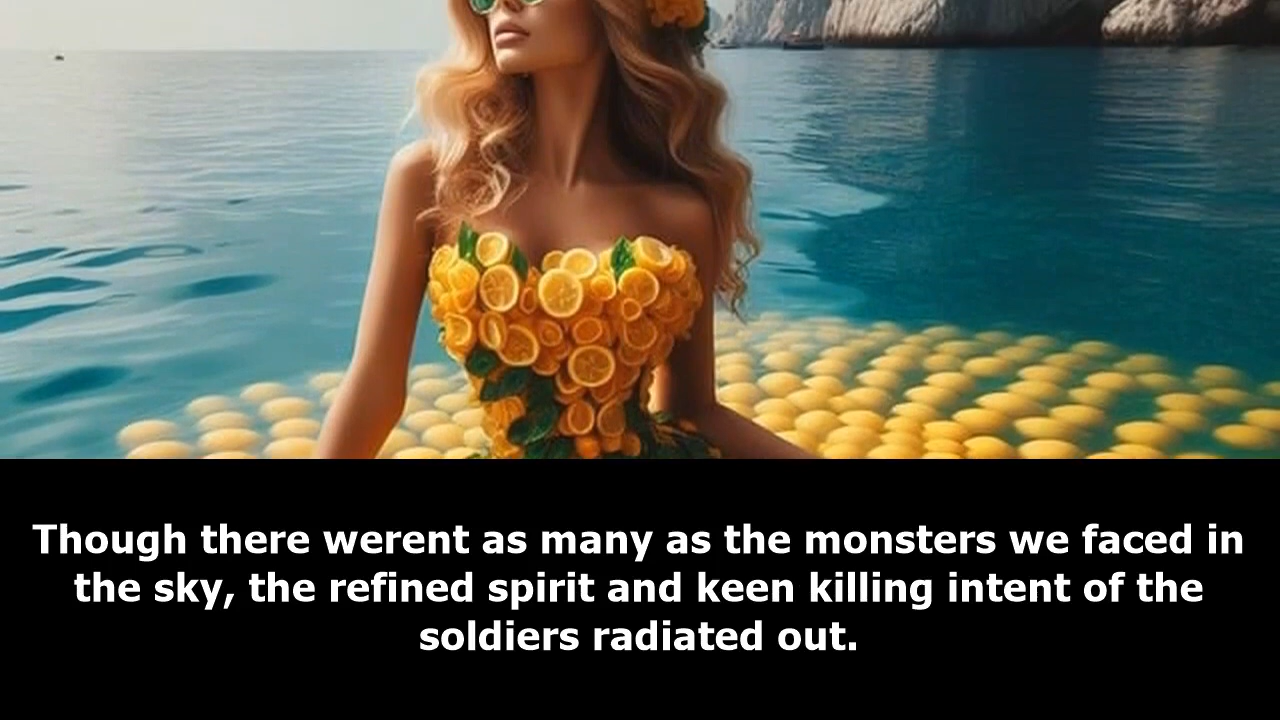 Though there werent as many as the monsters we faced in
the sky, the refined spirit and keen killing intent of the
soldiers radiated out.